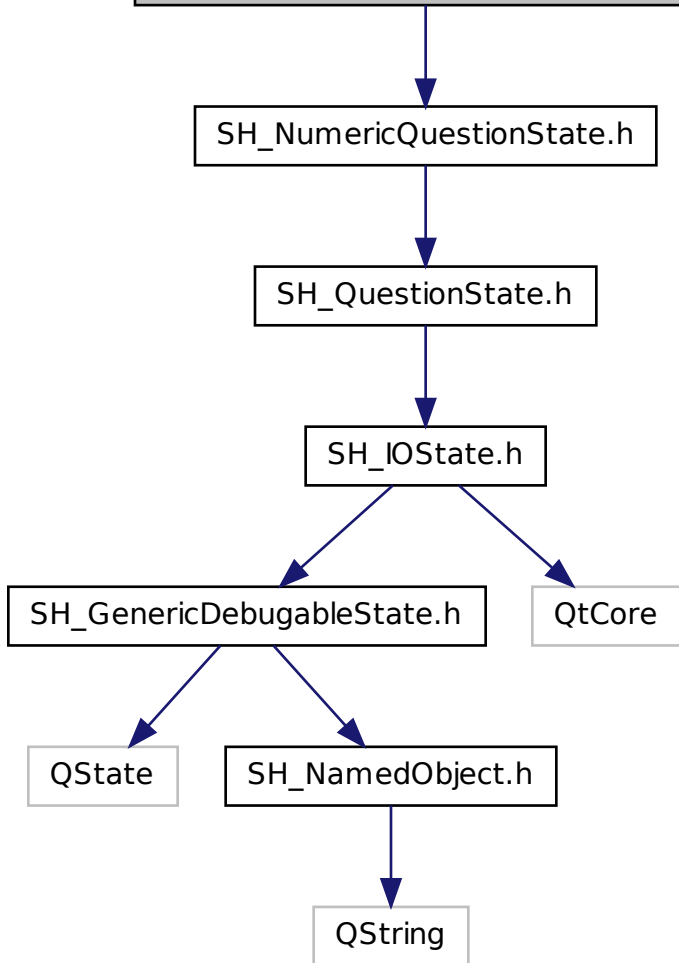 SH_NumericQuestionState.h
SH_QuestionState.h
SH_IOState.h
SH_GenericDebugableState.h
QtCore
QState
SH_NamedObject.h
QString